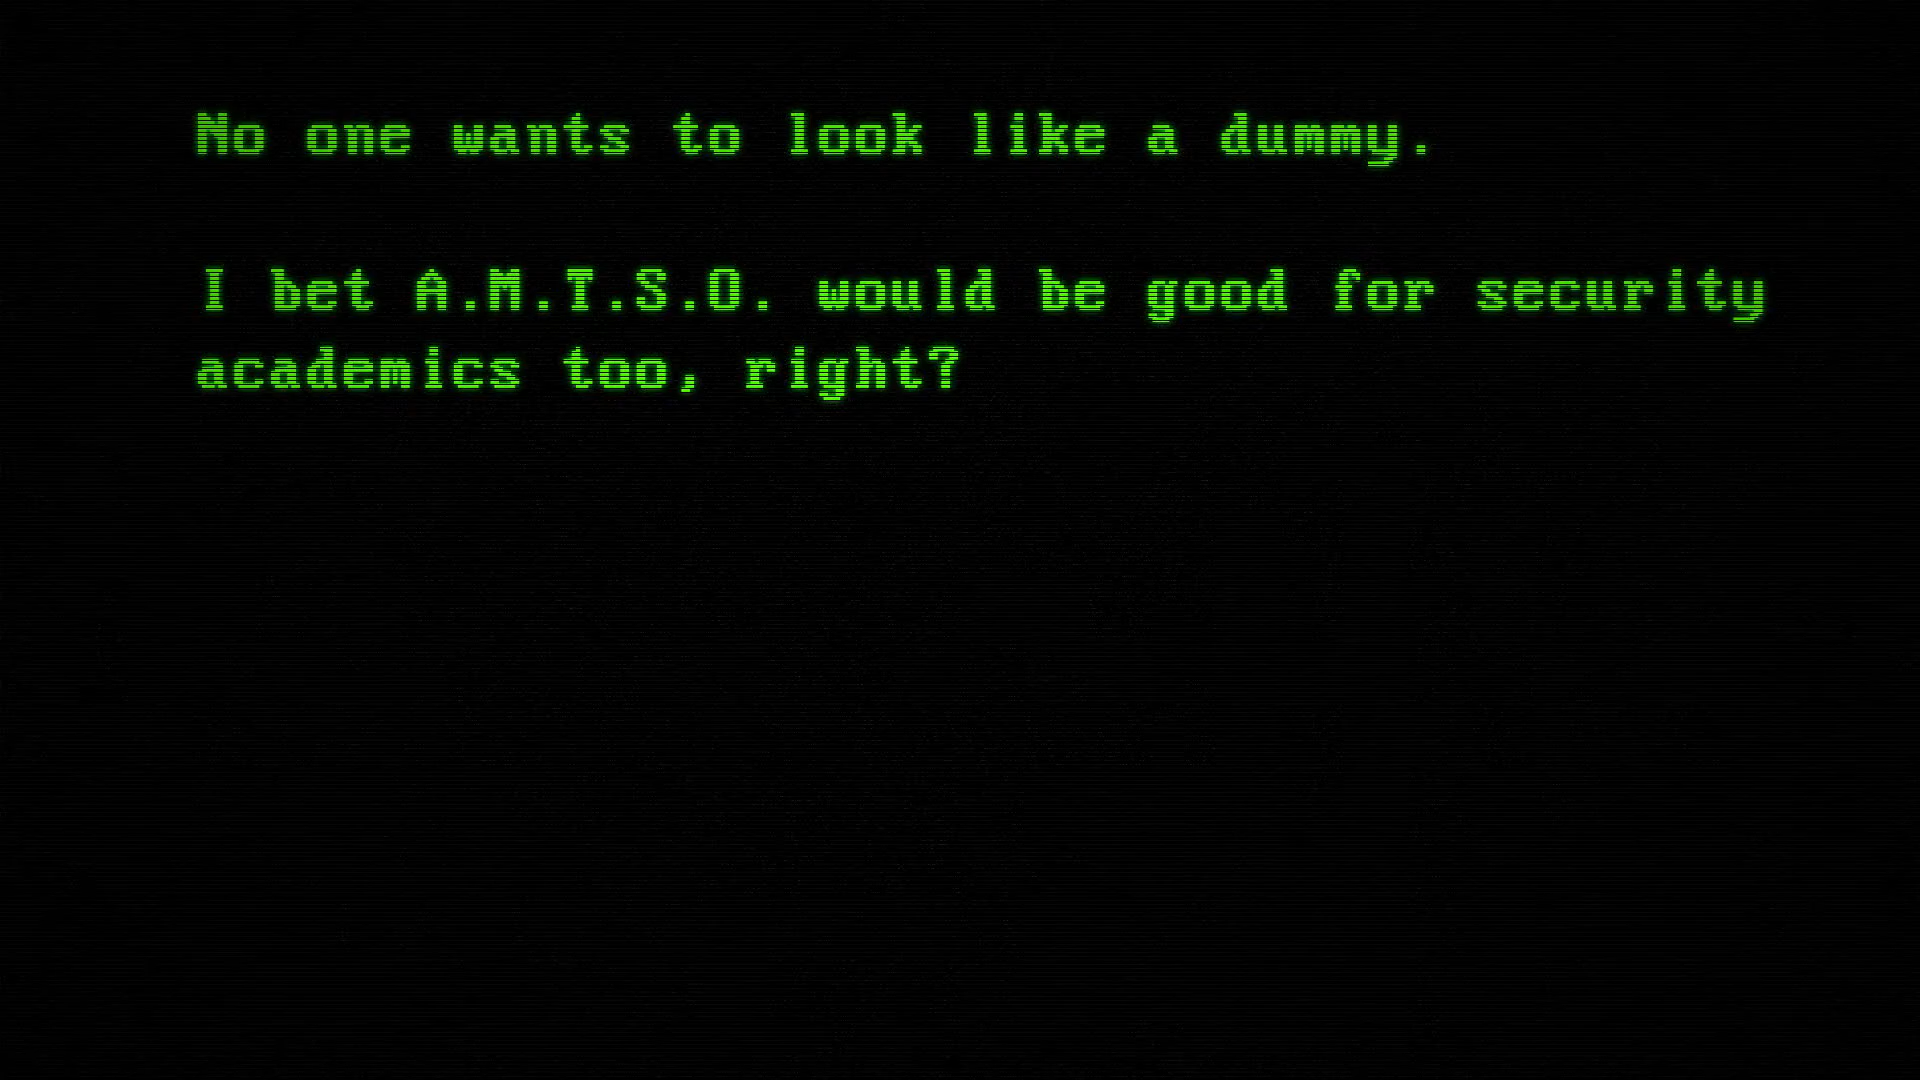 No one wants to look like a dummy.
I bet A.M.T.S.O. would be good for security
academics too, right?